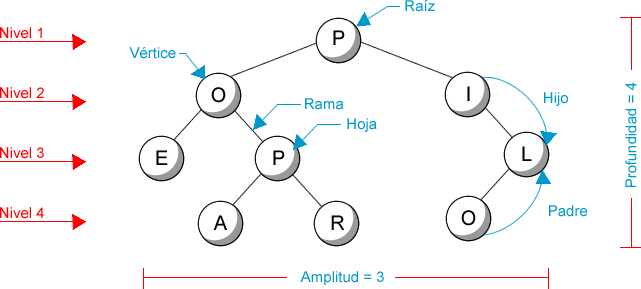 Raíz
Nivel 1
P
Vértice
Nivel 2
O
I
Rama
Hijo
Hoja
Nivel 3
E
P
L
Profundidad = 4
Nivel 4
A
R
O
Padre
Amplitud = 3